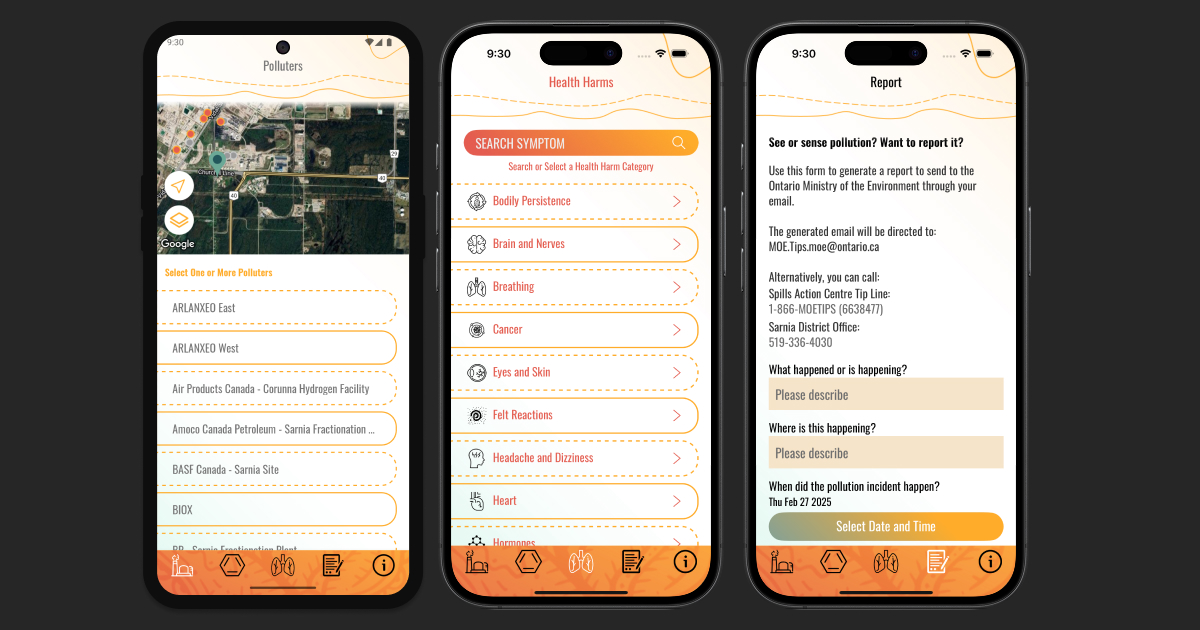 9:30
Polluters
Churchill Line
29
40
40
Google
Select One or More Polluters
ARLANXEO East
ARLANXEO West
Air Products Canada - Corunna Hydrogen Facility
Amoco Canada Petroleum - Sarnia Fractionation ...
BASF Canada - Sarnia Site
BIOX
BP - Sarnia Fractionation Plant
9:30
Health Harms
SEARCH SYMPTOM
Search or Select a Health Harm Category
Bodily Persistence
Brain and Nerves
Breathing
Cancer
Eyes and Skin
Felt Reactions
Headache and Dizziness
Heart
Hormones
9:30
Report
See or sense pollution? Want to report it?
Use this form to generate a report to send to the
Ontario Ministry of the Environment through your
email.
The generated email will be directed to:
MOE.Tips.moe@ontario.ca
Alternatively, you can call:
Spills Action Centre Tip Line:
1-866-MOETIPS (6638477)
Sarnia District Office:
519-336-4030
What happened or is happening?
Please describe
Where is this happening?
Please describe
When did the pollution incident happen?
Thu Feb 27 2025
Select Date and Time